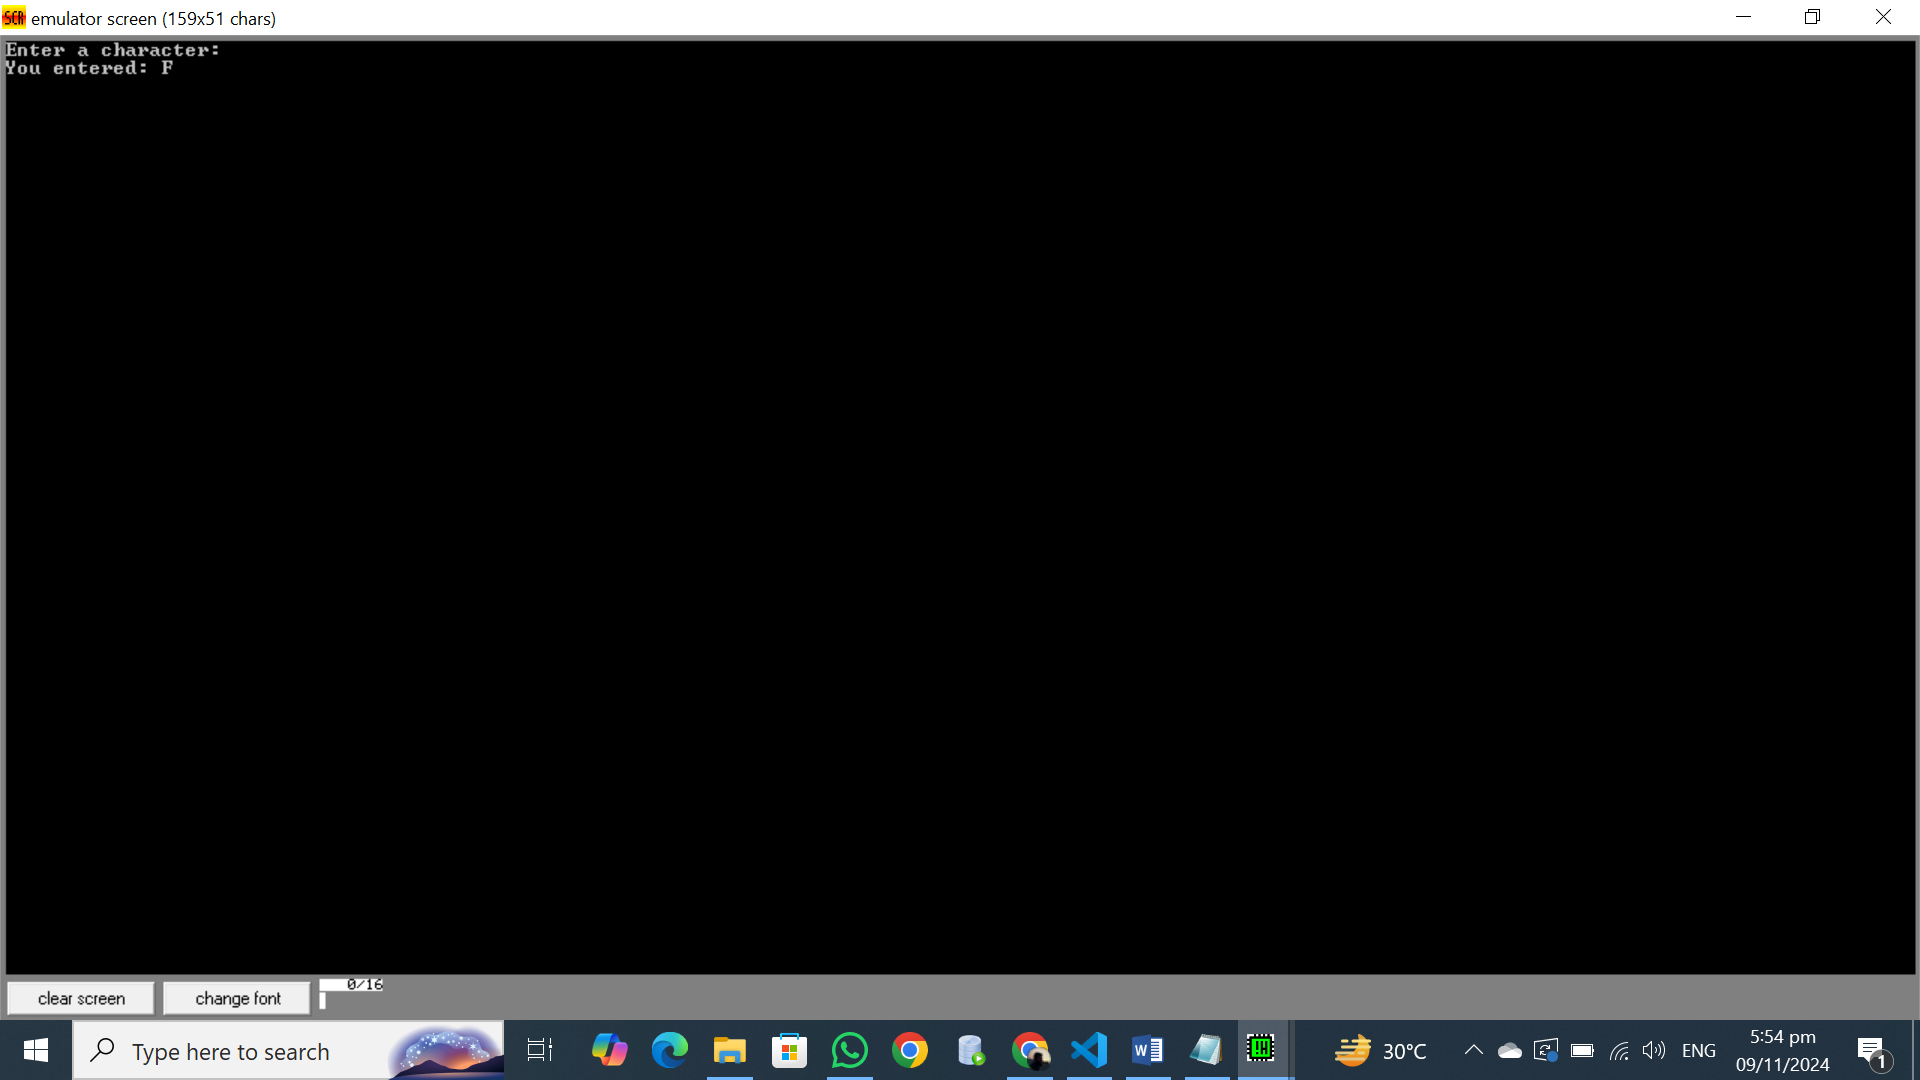 SCR emulator screen (159x51 chars)
Enter a character:
You entered: F
clear screen
change font
0/16
Type here to search
30°C
ENG
5:54 pm
09/11/2024
1